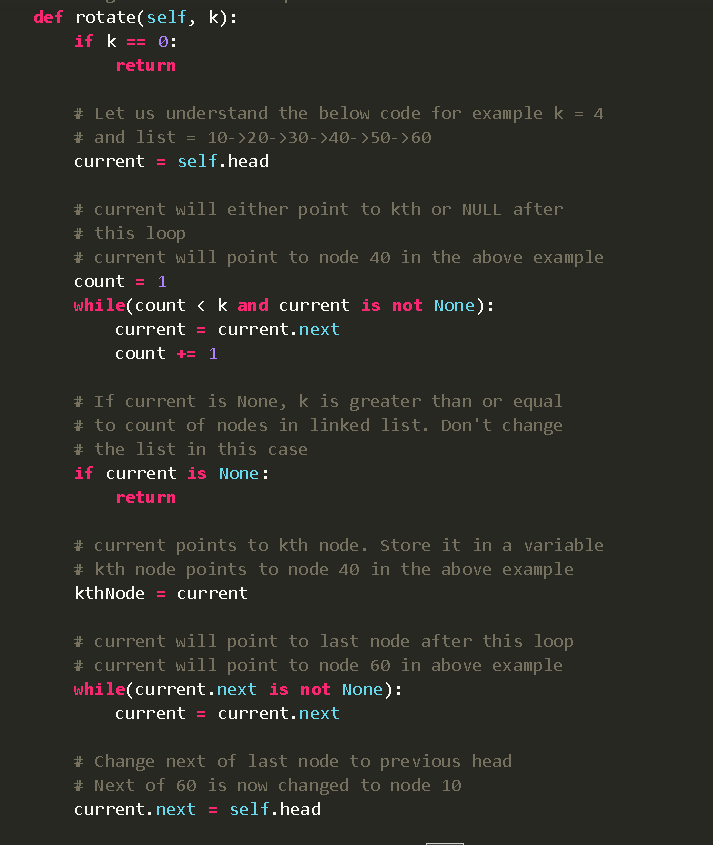 def rotate(self, k):
    if k == 0:
        return

    # Let us understand the below code for example k = 4
    # and list = 10->20->30->40->50->60
    current = self.head

    # current will either point to kth or NULL after
    # this loop
    # current will point to node 40 in the above example
    count = 1
    while(count < k and current is not None):
        current = current.next
        count += 1

    # If current is None, k is greater than or equal
    # to count of nodes in linked list. Don't change
    # the list in this case
    if current is None:
        return

    # current points to kth node. Store it in a variable
    # kth node points to node 40 in the above example
    kthNode = current

    # current will point to last node after this loop
    # current will point to node 60 in above example
    while(current.next is not None):
        current = current.next

    # Change next of last node to previous head
    # Next of 60 is now changed to node 10
    current.next = self.head